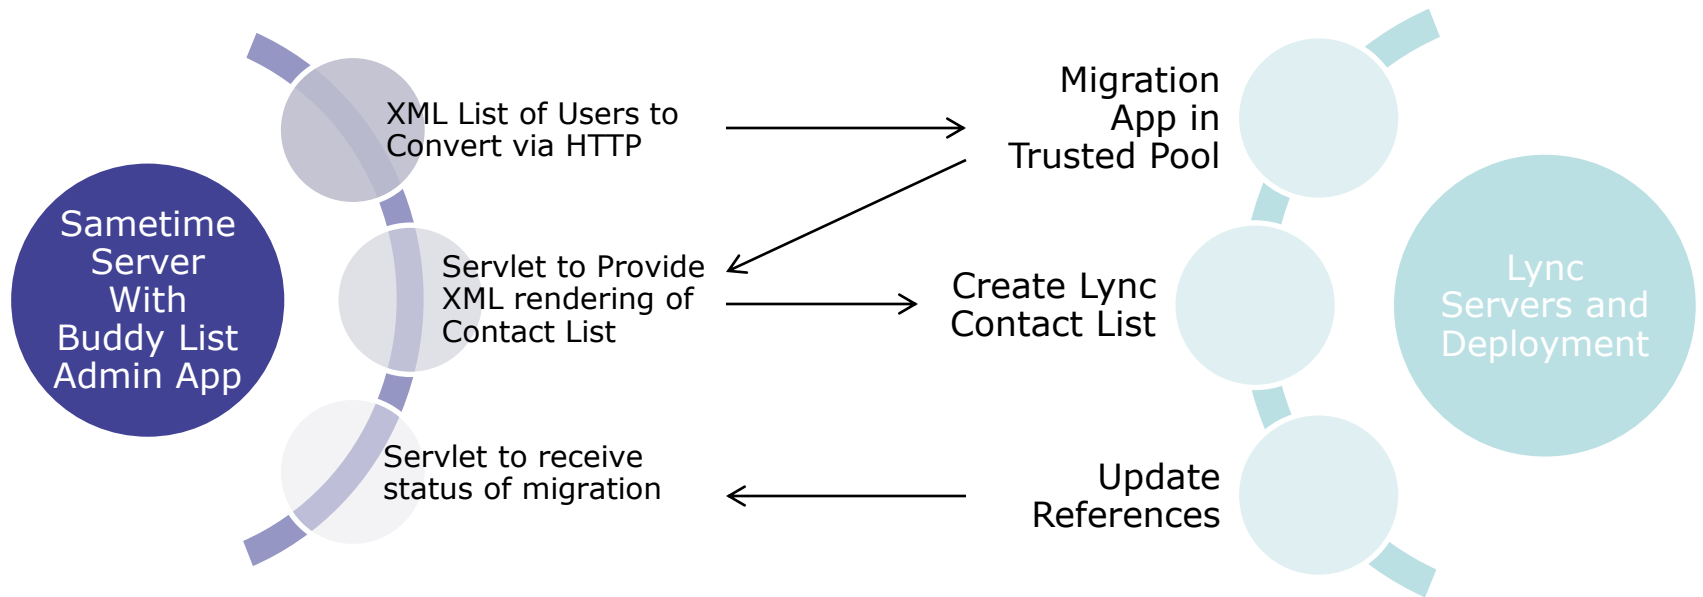 Sametime
Server
With
Buddy List
Admin App
XML List of Users to
Convert via HTTP
Servlet to Provide
XML rendering of
Contact List
Servlet to receive
status of migration
Migration
App in
Trusted Pool
Create Lync
Contact List
Update
References
Lync
Servers and
Deployment